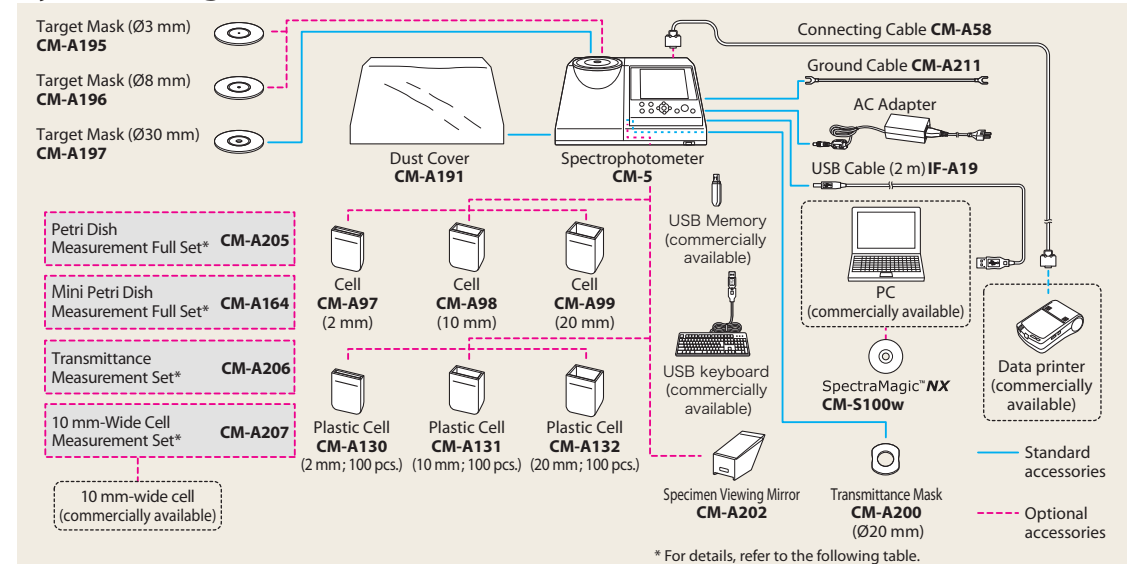 Target Mask (Ø3 mm)
CM-A195
Target Mask (Ø8 mm)
CM-A196
Target Mask (Ø30 mm)
CM-A197
Dust Cover
CM-A191
Spectrophotometer
CM-5
Connecting Cable CM-A58
Ground Cable CM-A211
AC Adapter
USB Cable (2 m) IF-A19
Petri Dish
Measurement Full Set* CM-A205
Mini Petri Dish
Measurement Full Set* CM-A164
Transmittance
Measurement Set* CM-A206
10 mm-Wide Cell
Measurement Set* CM-A207
10 mm-wide cell
(commercially available)
Cell
CM-A97
(2 mm)
Cell
CM-A98
(10 mm)
Cell
CM-A99
(20 mm)
Plastic Cell
CM-A130
(2 mm; 100 pcs.)
Plastic Cell
CM-A131
(10 mm; 100 pcs.)
Plastic Cell
CM-A132
(20 mm; 100 pcs.)
USB Memory
(commercially
available)
USB keyboard
(commercially
available)
PC
(commercially available)
SpectraMagic™NX
CM-S100w
Data printer
(commercially
available)
Specimen Viewing Mirror
CM-A202
Transmittance Mask
CM-A200
(Ø20 mm)
Standard
accessories
Optional
accessories
* For details, refer to the following table.